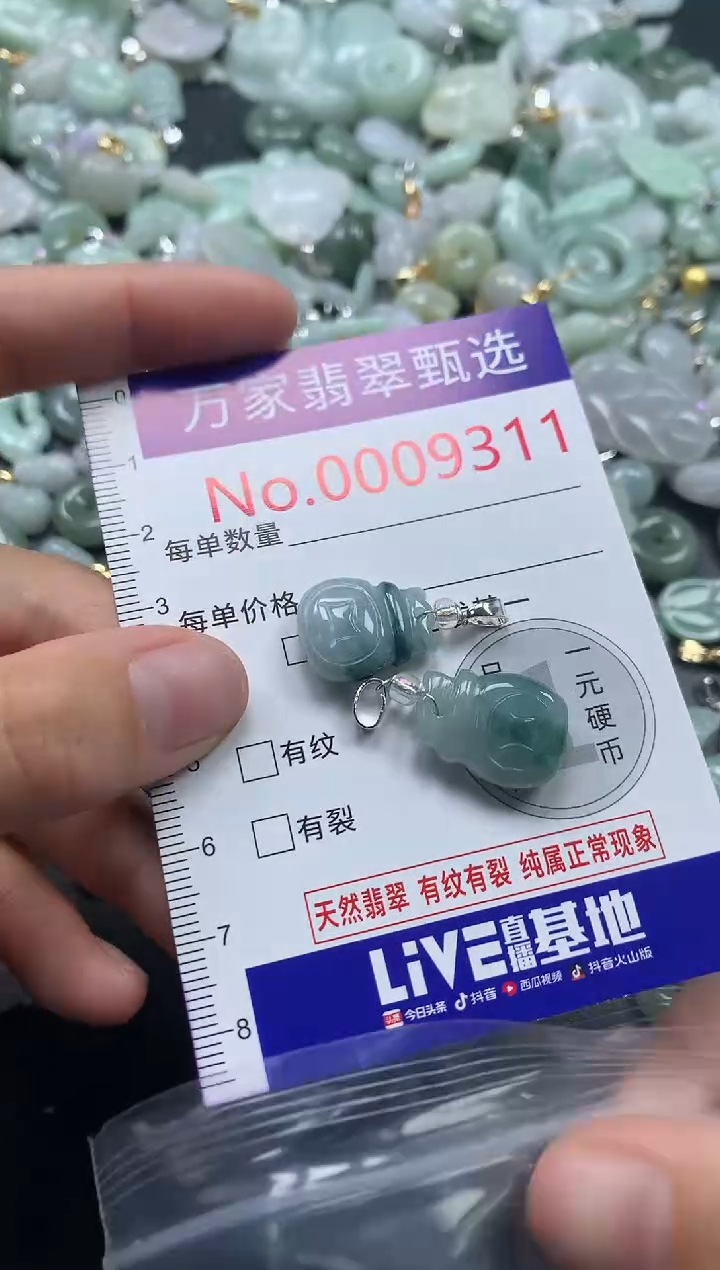 万家翡翠甄选
No.0009311
每单数量
每单价格
有纹
有裂
一元硬币
天然翡翠 有纹有裂 纯属正常现象
LiVE直播基地
头条 今日头条 抖音 西瓜视频 抖音火山版
0
1
2
3
6
7
8